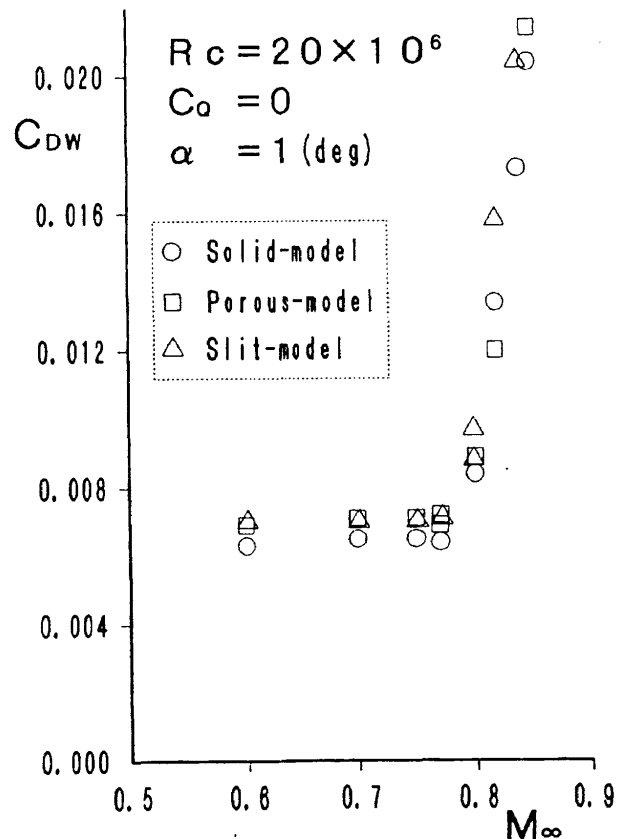 Rc=20×10⁶
0.020
C_Q=0
C_DW
α =1(deg)
0.016
Solid-model
Porous-model
0.012
Slit-model
0.008
0.004
0.000
0.5 0.6 0.7 0.8 0.9
M∞